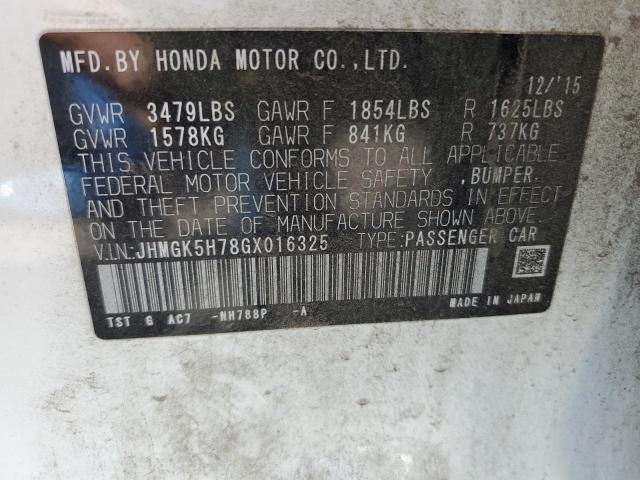 MFD.BY HONDA MOTOR CO.,LTD.
12/'15
GVWR 3479LBS GAWR F 1854LBS R 1625LBS
GVWR 1578KG GAWR F 841KG R 737KG
THIS VEHICLE CONFORMS TO ALL APPLICABLE
FEDERAL MOTOR VEHICLE SAFETY ,BUMPER,
AND THEFT PREVENTION STANDARDS IN EFFECT
ON THE DATE OF MANUFACTURE SHOWN ABOVE.
V.I.N:JHMGK5H78GX016325 TYPE:PASSENGER CAR
TST G AC7 -NH788P -A
MADE IN JAPAN